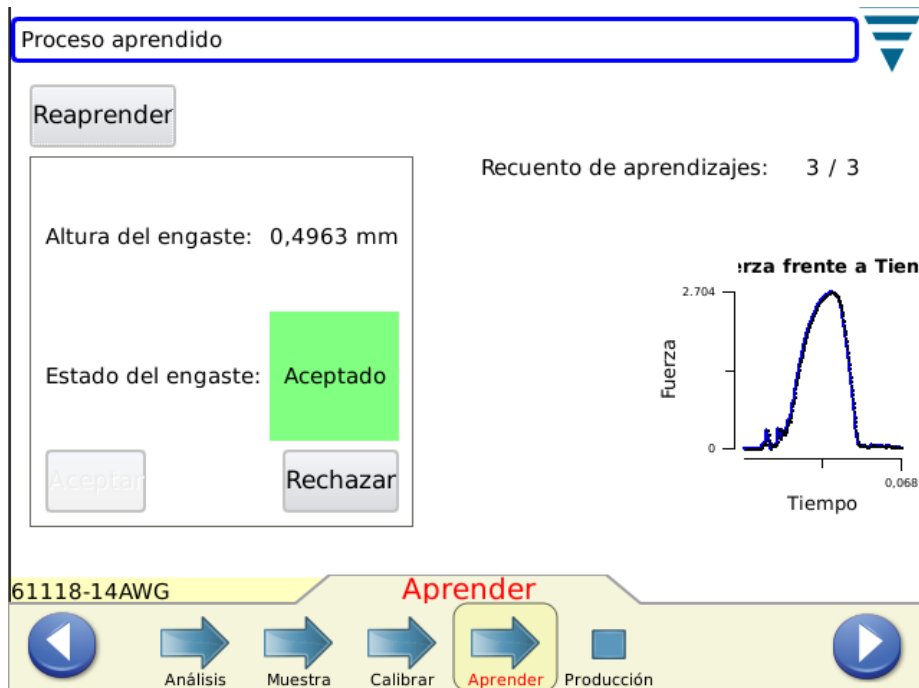 Proceso aprendido
Reaprender
Recuento de aprendizajes: 3 / 3
Altura del engaste: 0,4963 mm
erza frente a Tien
2.704
Fuerza
0
0,068
Tiempo
Estado del engaste: Aceptado
Aceptar
Rechazar
61118-14AWG
Aprender
Análisis
Muestra
Calibrar
Aprender
Producción